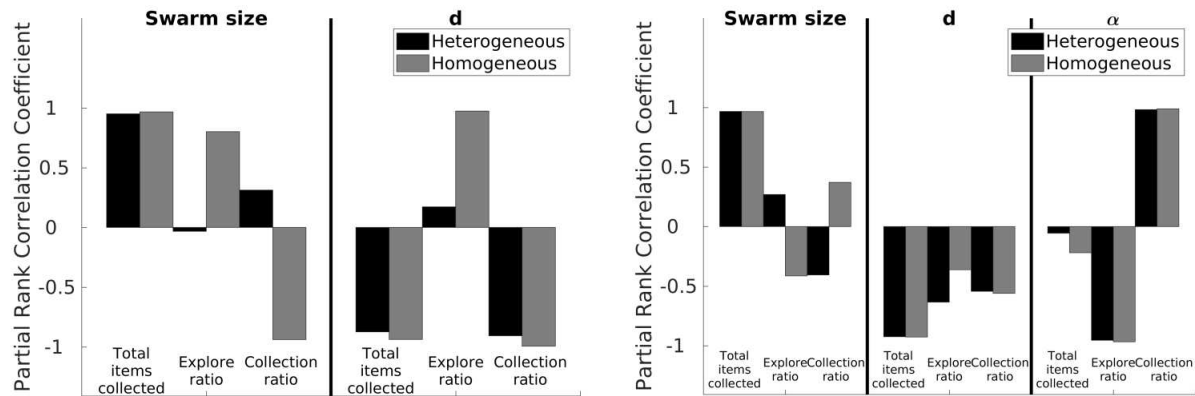 Swarm size
d
Heterogeneous
Homogeneous
Partial Rank Correlation Coefficient
1
0.5
0
-0.5
-1
Total
items
collected
Explore
ratio
Collection
ratio
Total
items
collected
Explore
ratio
Collection ratio
Swarm size
d
α
Heterogeneous
Homogeneous
Partial Rank Correlation Coefficient
1
0.5
0
-0.5
-1
Total
items
collected
Explore
ratio
Collection
ratio
Total
items
collected
Explore
ratio
Collection
ratio
Total
items
collected
Explore
ratio
Collection
ratio